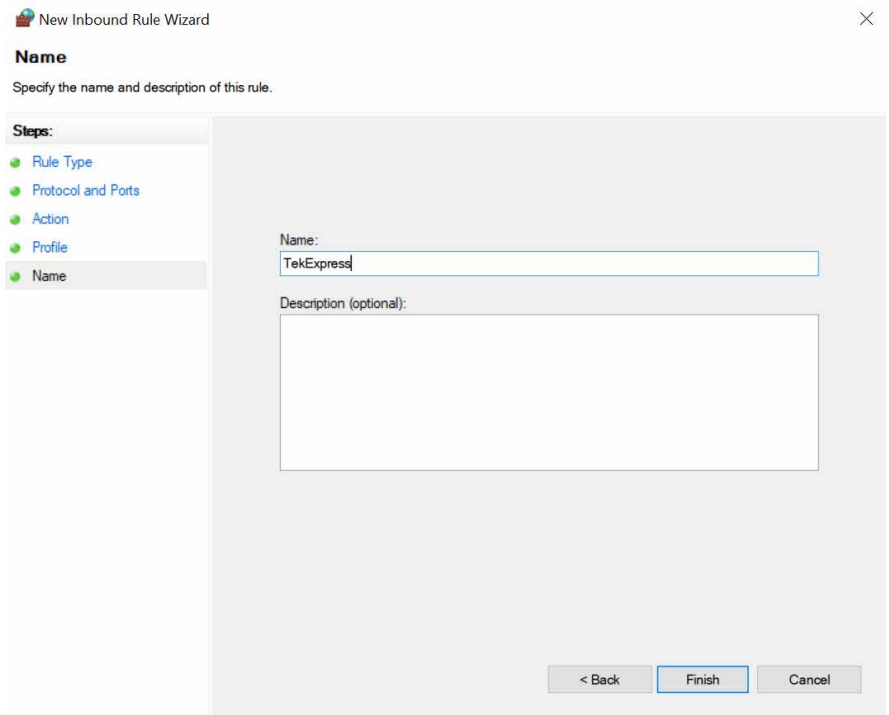 New Inbound Rule Wizard
Name
Specify the name and description of this rule.
Steps:
Rule Type
Protocol and Ports
Action
Profile
Name
Name:
TekExpress
Description (optional):
< Back
Finish
Cancel